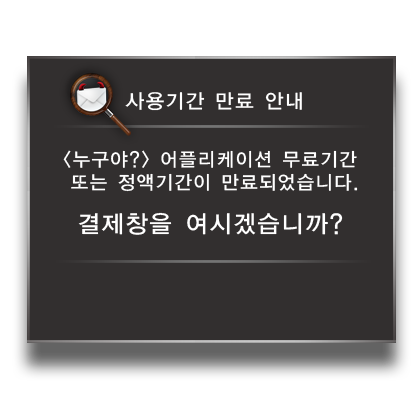 사용기간 만료 안내
<누구야?> 어플리케이션 무료기간
또는 정액기간이 만료되었습니다.
결제창을 여시겠습니까?